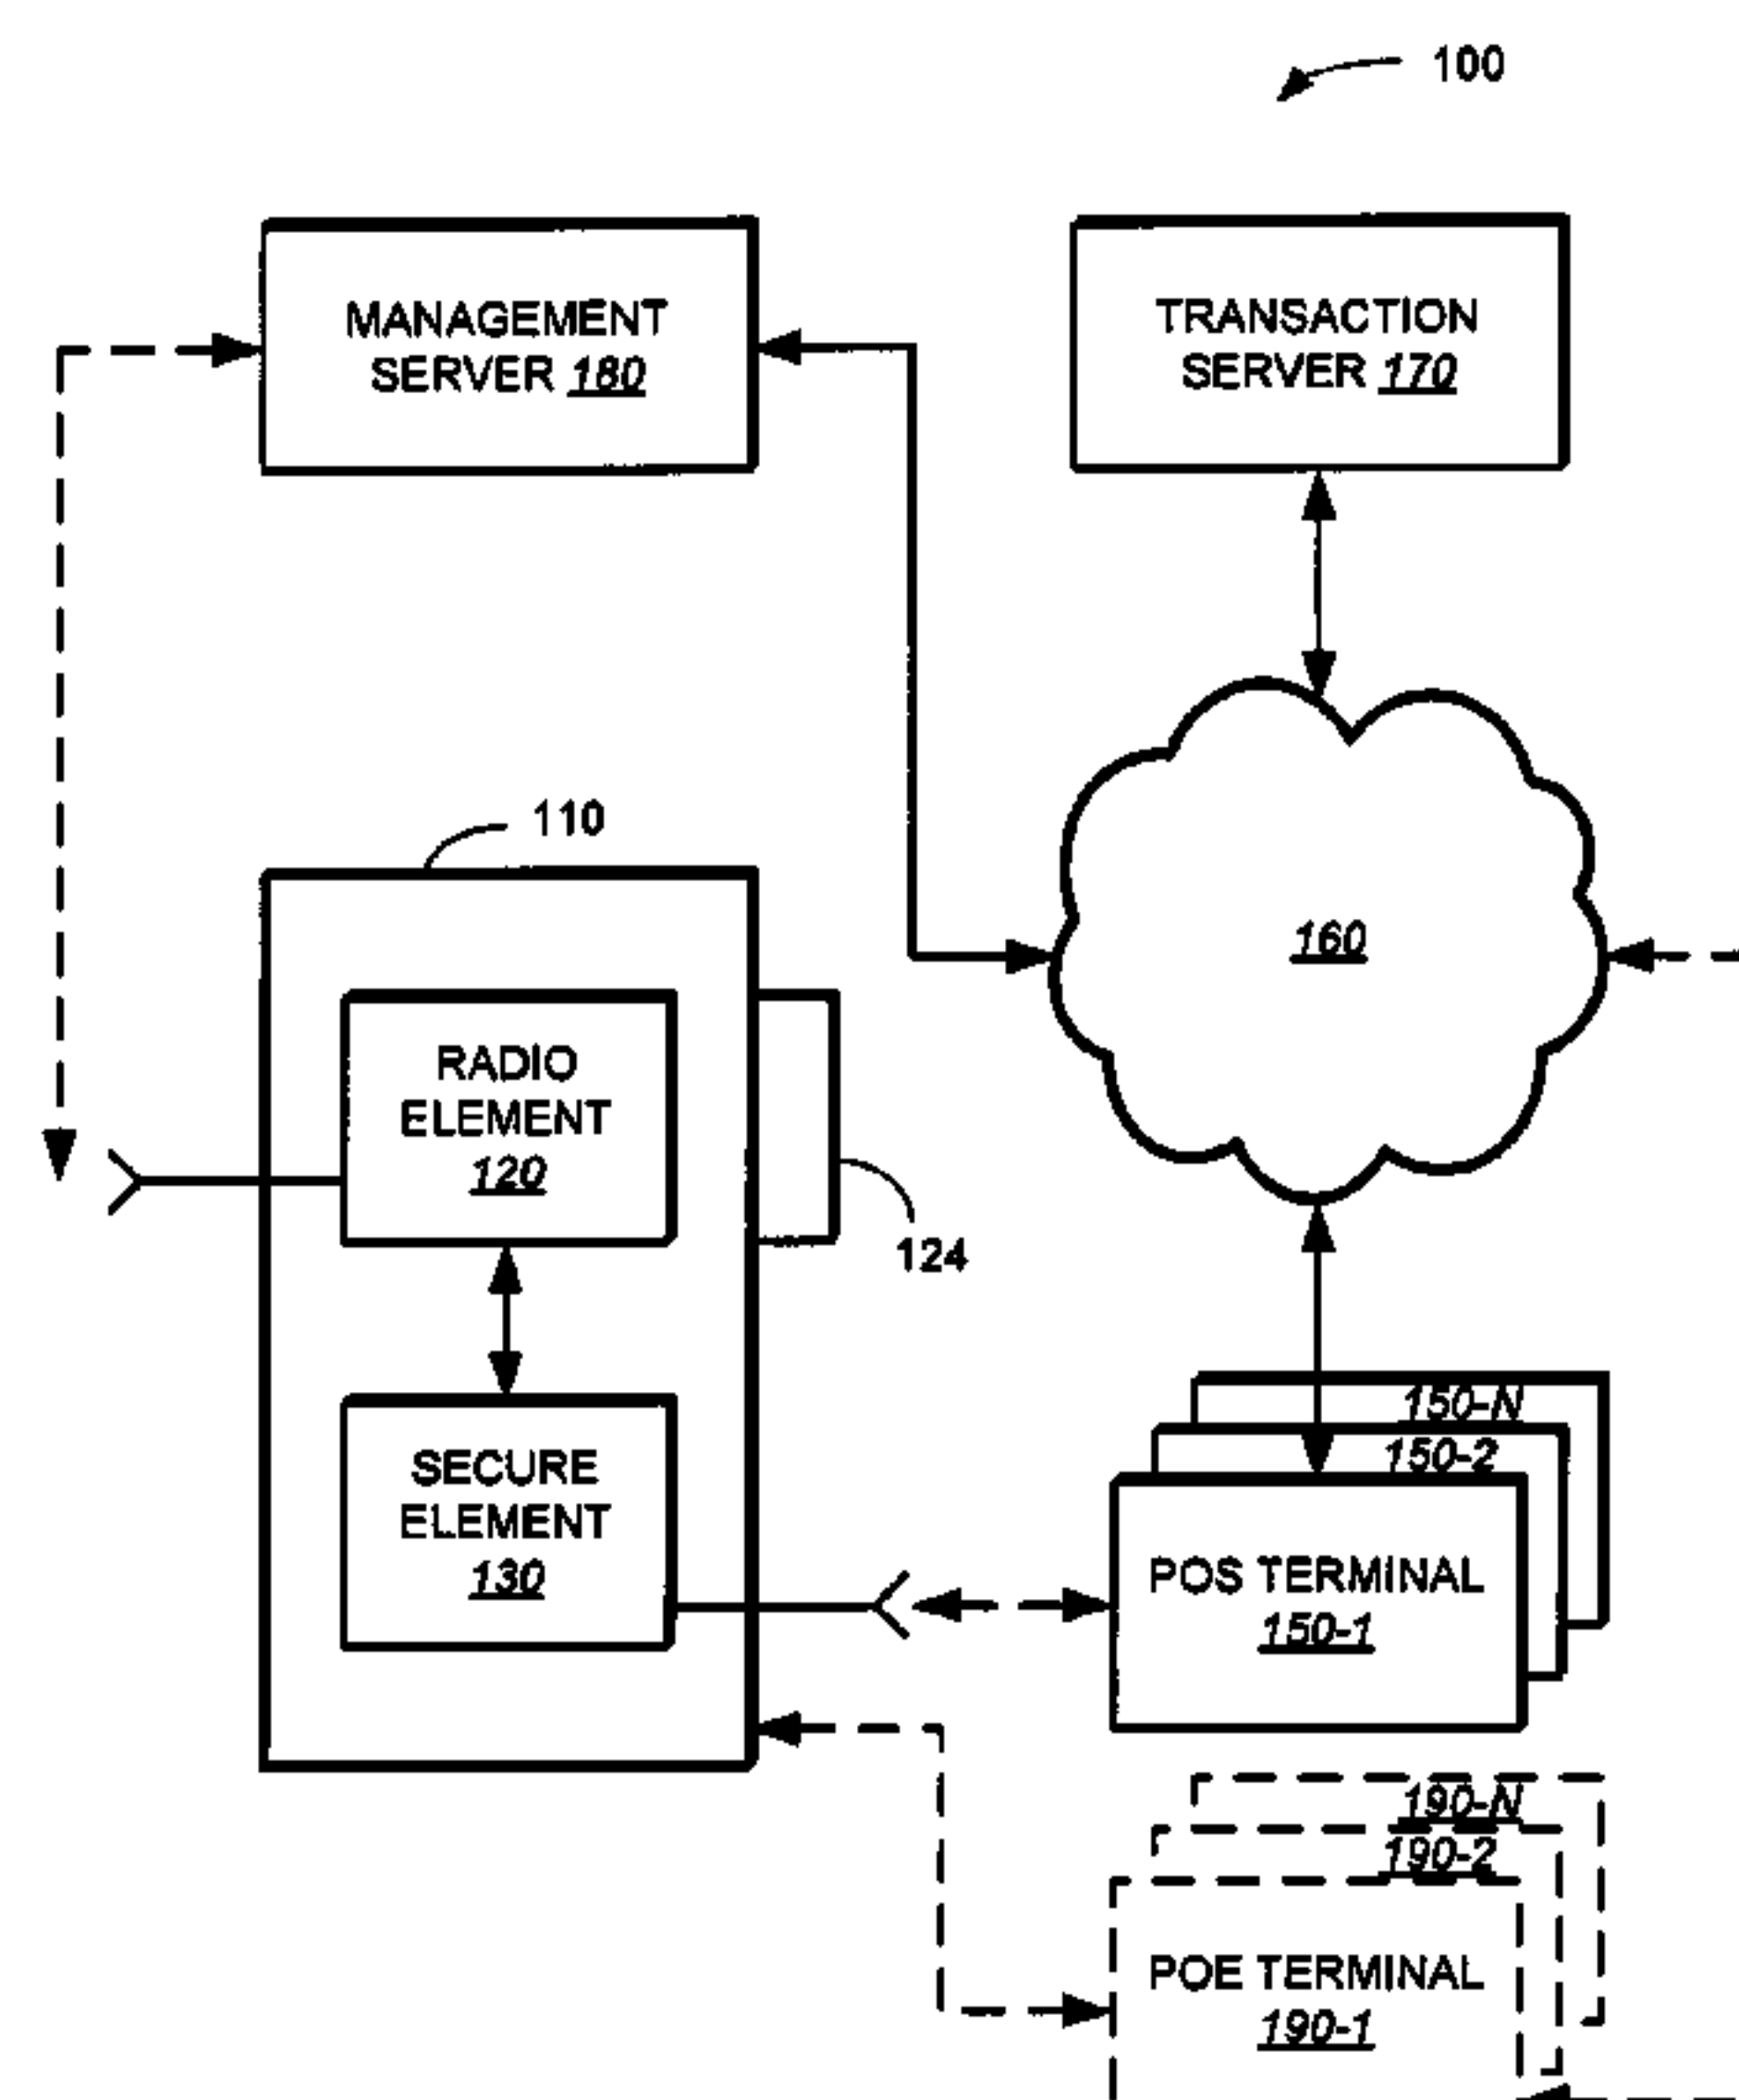 100
MANAGEMENT
SERVER 180
TRANSACTION
SERVER 170
110
160
RADIO
ELEMENT
120
124
SECURE
ELEMENT
130
150-N
150-2
POS TERMINAL
150-1
190-N
190-2
POE TERMINAL
190-1